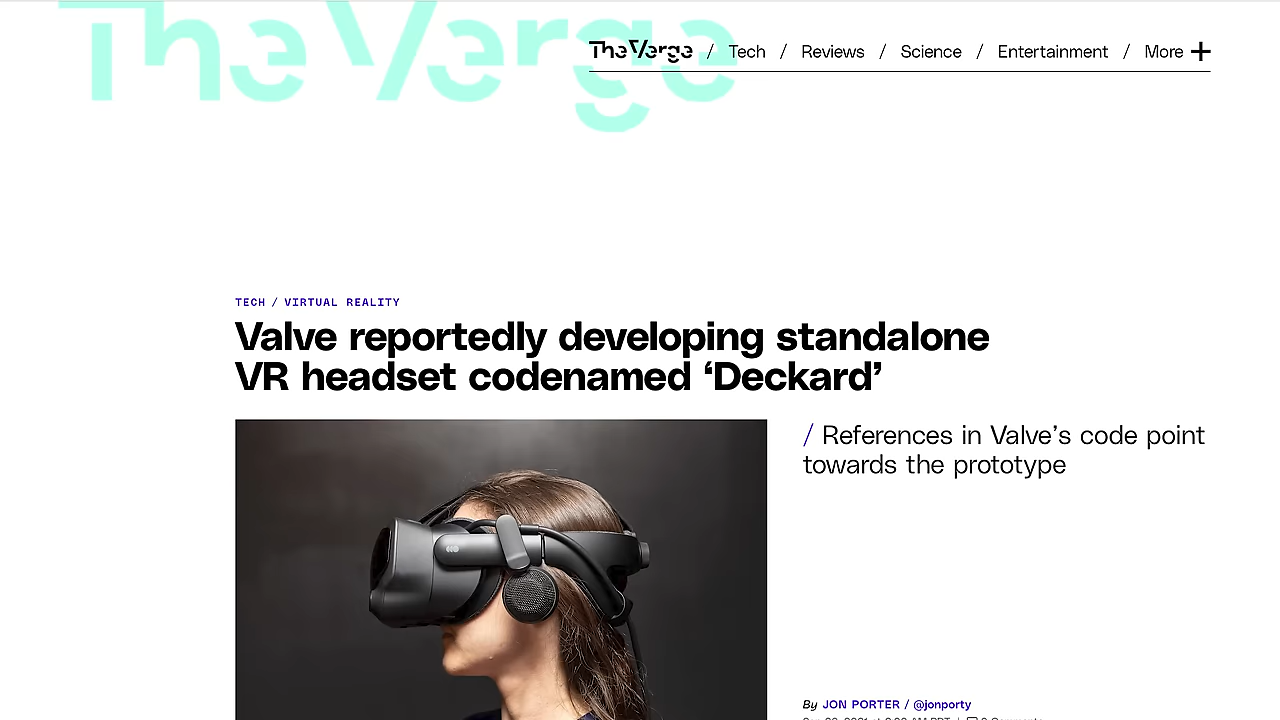 The Verge
The Verge / Tech / Reviews / Science / Entertainment / More +
TECH / VIRTUAL REALITY
Valve reportedly developing standalone
VR headset codenamed ‘Deckard’
/ References in Valve’s code point
towards the prototype
By JON PORTER / @jonporty